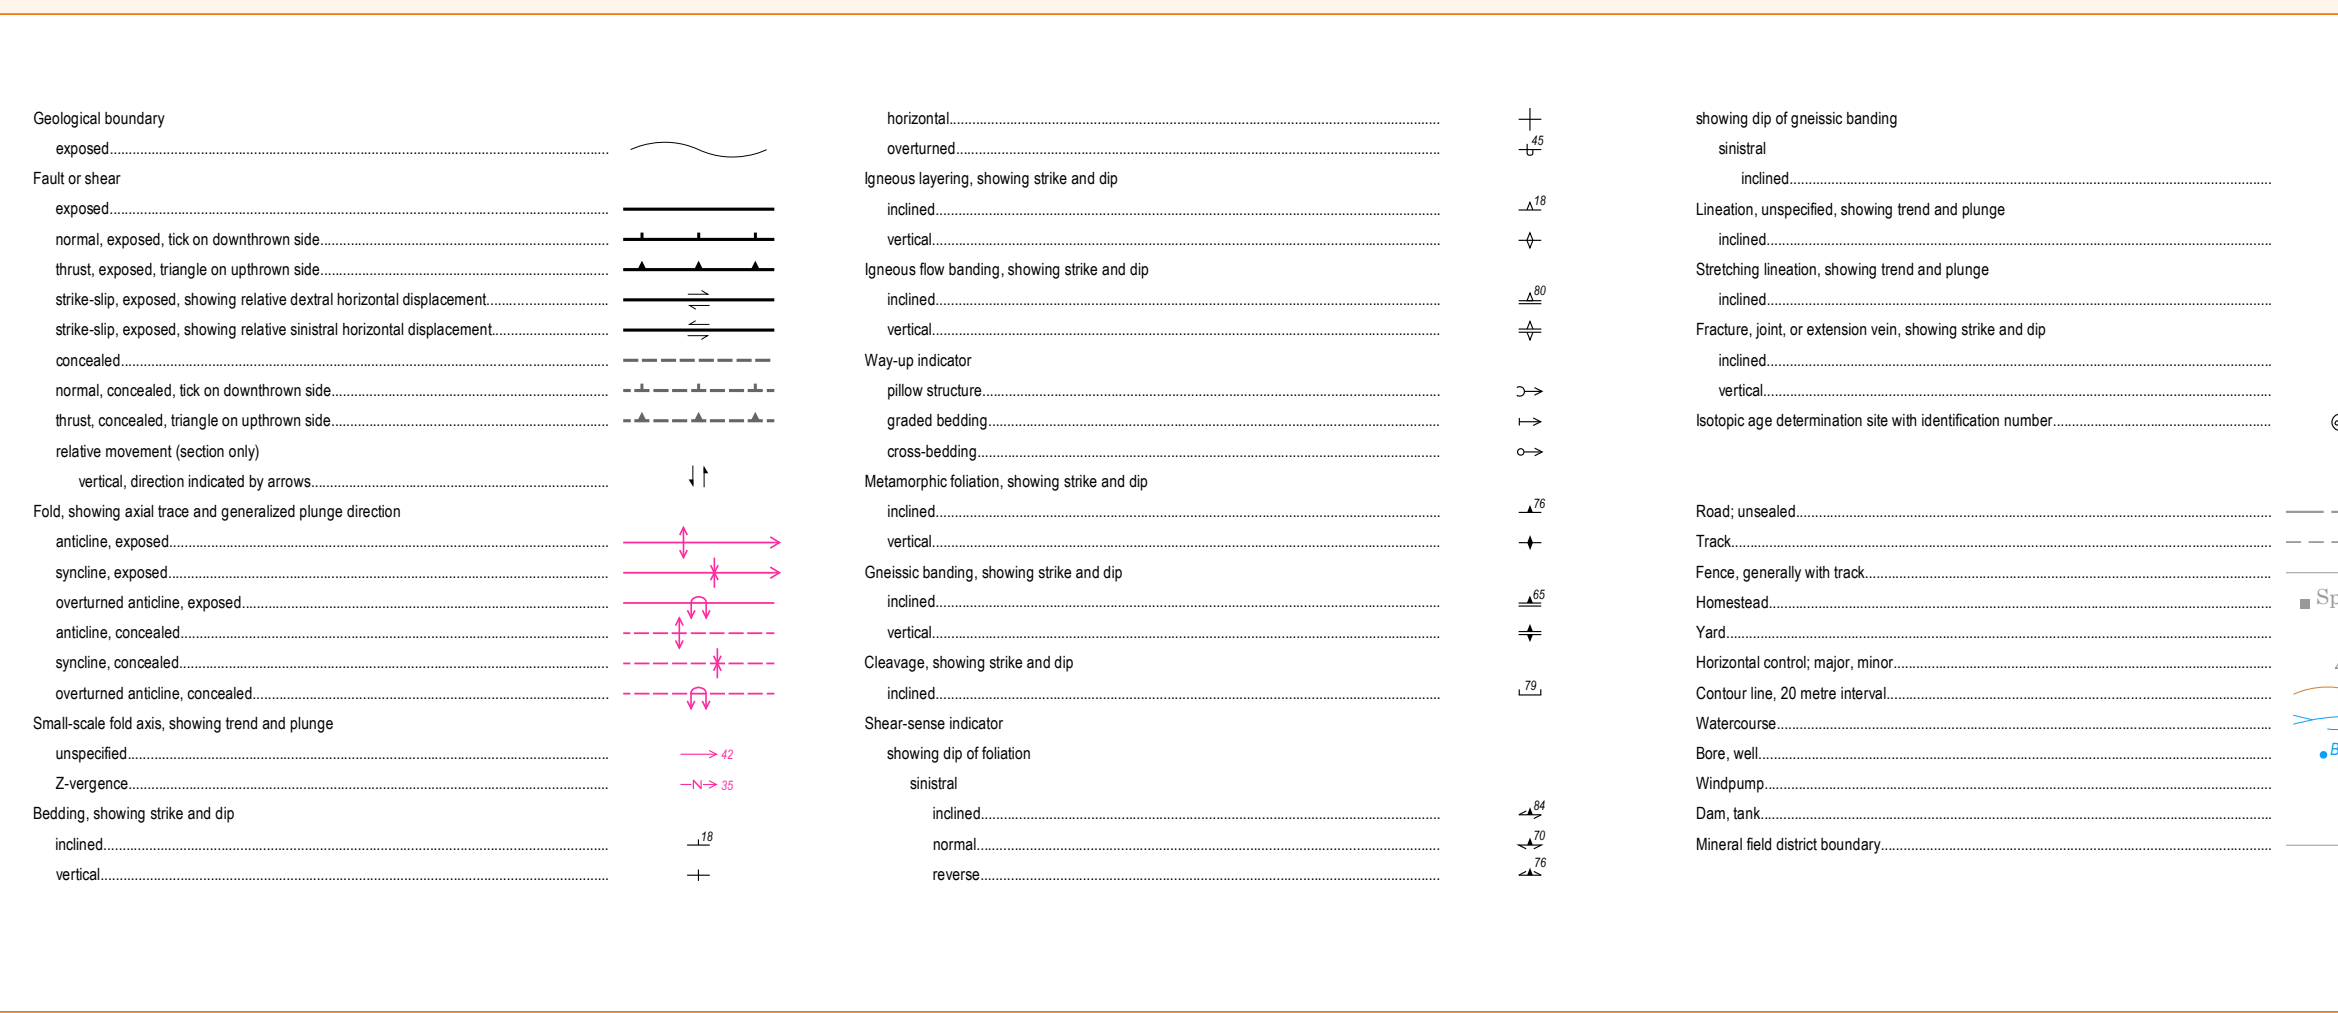 Geological boundary
exposed
Fault or shear
exposed
normal, exposed, tick on downthrown side
thrust, exposed, triangle on upthrown side
strike-slip, exposed, showing relative dextral horizontal displacement
strike-slip, exposed, showing relative sinistral horizontal displacement
concealed
normal, concealed, tick on downthrown side
thrust, concealed, triangle on upthrown side
relative movement (section only)
vertical, direction indicated by arrows
Fold, showing axial trace and generalized plunge direction
anticline, exposed
syncline, exposed
overturned anticline, exposed
anticline, concealed
syncline, concealed
overturned anticline, concealed
Small-scale fold axis, showing trend and plunge
unspecified 42
Z-vergence N 35
Bedding, showing strike and dip
inclined 18
vertical
horizontal
overturned 45
Igneous layering, showing strike and dip
inclined 18
vertical
Igneous flow banding, showing strike and dip
inclined 80
vertical
Way-up indicator
pillow structure
graded bedding
cross-bedding
Metamorphic foliation, showing strike and dip
inclined 76
vertical
Gneissic banding, showing strike and dip
inclined 65
vertical
Cleavage, showing strike and dip
inclined 79
Shear-sense indicator
showing dip of foliation
sinistral
inclined 84
normal 70
reverse 76
showing dip of gneissic banding
sinistral
inclined
Lineation, unspecified, showing trend and plunge
inclined
Stretching lineation, showing trend and plunge
inclined
Fracture, joint, or extension vein, showing strike and dip
inclined
vertical
Isotopic age determination site with identification number
Road; unsealed
Track
Fence, generally with track
Homestead Sp
Yard
Horizontal control; major, minor
Contour line, 20 metre interval
Watercourse
Bore, well
Windpump
Dam, tank
Mineral field district boundary